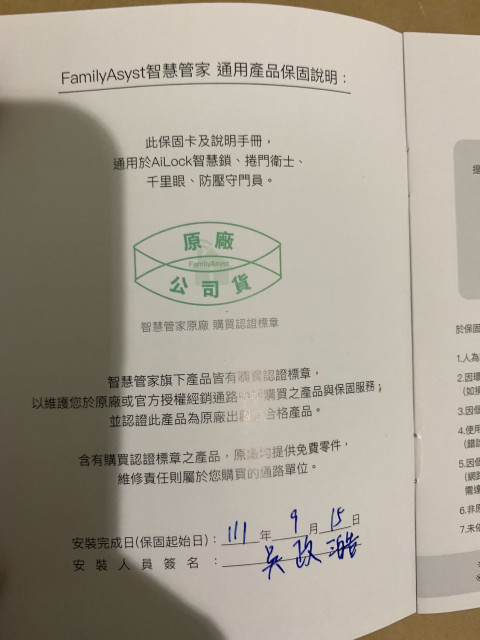 FamilyAsyst智慧管家 通用產品保固說明：
此保固卡及說明手冊，
通用於AiLock智慧鎖、捲門衛士、
千里眼、防壓守門員。
原廠
FamilyAsyst
公司貨
智慧管家原廠 購買認證標章
智慧管家旗下產品皆有購買認證標章，
以維護您於原廠或官方授權經銷通路購買之產品與保固服務；
並認證此產品為原廠出合格產品。
含有購買認證標章之產品，原廠均提供免費零件，
維修責任則屬於您購買的通路單位。
安裝完成日(保固起始日)：111年9月15日
安裝人員簽名：吳政澔
於保固
1.人為
2.因環
3.因個
4.使用
5.因個
(網路
需達
6.非原
7.未依